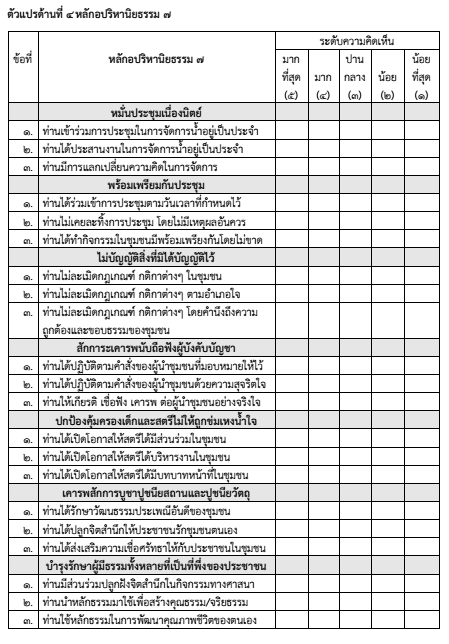 ตัวแปรด้านที่ ๔ หลักอปริหานิยธรรม ๗
ข้อที่ หลักอปริหานิยธรรม ๗ ระดับความคิดเห็น
มากที่สุด (๕) มาก (๔) ปานกลาง (๓) น้อย (๒) น้อยที่สุด (๑)
หมั่นประชุมเนืองนิตย์
๑. ท่านเข้าร่วมการประชุมในการจัดการน้ำอยู่เป็นประจำ
๒. ท่านได้ประสานงานในการจัดการน้ำอยู่เป็นประจำ
๓. ท่านมีการแลกเปลี่ยนความคิดในการจัดการ
พร้อมเพรียมกันประชุม
๑. ท่านได้ร่วมเข้าการประชุมตามวันเวลาที่กำหนดไว้
๒. ท่านไม่เคยละทิ้งการประชุม โดยไม่มีเหตุผลอันควร
๓. ท่านได้ทำกิจกรรมในชุมชนมีพร้อมเพรียงกันโดยไม่ขาด
ไม่บัญญัติสิ่งที่มิได้บัญญัติไว้
๑. ท่านไม่ละเมิดกฎเกณฑ์ กติกาต่างๆ ในชุมชน
๒. ท่านไม่ละเมิดกฎเกณฑ์ กติกาต่างๆ ตามอำเภอใจ
๓. ท่านไม่ละเมิดกฎเกณฑ์ กติกาต่างๆ โดยคำนึงถึงความ
ถูกต้องและชอบธรรมของชุมชน
สักการะเคารพนับถือฟังผู้บังคับบัญชา
๑. ท่านได้ปฏิบัติตามคำสั่งของผู้นำชุมชนที่มอบหมายให้ไว้
๒. ท่านได้ปฏิบัติตามคำสั่งของผู้นำชุมชนด้วยความสุจริตใจ
๓. ท่านให้เกียรติ เชื่อฟัง เคารพ ต่อผู้นำชุมชนอย่างจริงใจ
ปกป้องคุ้มครองเด็กและสตรีไม่ให้ถูกข่มเหงน้ำใจ
๑. ท่านได้เปิดโอกาสให้สตรีได้มีส่วนร่วมในชุมชน
๒. ท่านได้เปิดโอกาสให้สตรีได้บริหารงานในชุมชน
๓. ท่านได้เปิดโอกาสให้สตรีได้มีบทบาทหน้าที่ในชุมชน
เคารพสักการบูชาปูชนียสถานและปูชนียวัตถุ
๑. ท่านได้รักษาวัฒนธรรมประเพณีอันดีของชุมชน
๒. ท่านได้ปลูกจิตสำนึกให้ประชาชนรักชุมชนตนเอง
๓. ท่านได้ส่งเสริมความเชื่อศรัทธาให้กับประชาชนในชุมชน
บำรุงรักษาผู้มีธรรมทั้งหลายที่เป็นที่พึ่งของประชาชน
๑. ท่านมีส่วนร่วมปลูกฝังจิตสำนึกในกิจกรรมทางศาสนา
๒. ท่านนำหลักธรรมมาใช้เพื่อสร้างคุณธรรม/จริยธรรม
๓. ท่านใช้หลักธรรมในการพัฒนาคุณภาพชีวิตของตนเอง